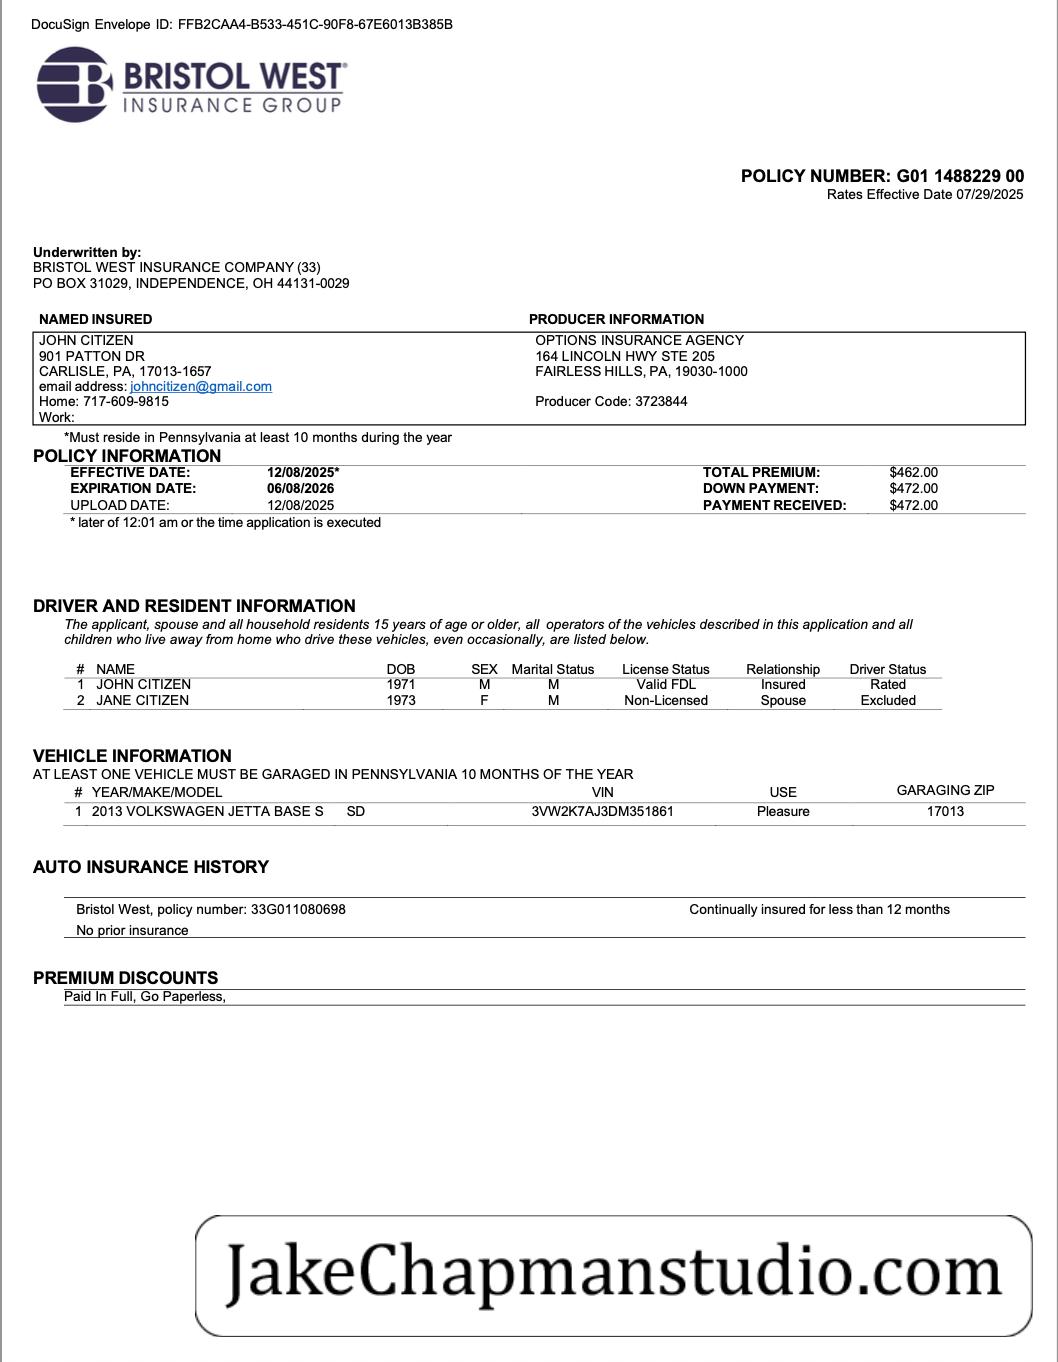 DocuSign Envelope ID: FFB2CAA4-B533-451C-90F8-67E6013B385B
B BRISTOL WEST®
INSURANCE GROUP
POLICY NUMBER: G01 1488229 00
Rates Effective Date 07/29/2025
Underwritten by:
BRISTOL WEST INSURANCE COMPANY (33)
PO BOX 31029, INDEPENDENCE, OH 44131-0029
NAMED INSURED PRODUCER INFORMATION
JOHN CITIZEN OPTIONS INSURANCE AGENCY
901 PATTON DR 164 LINCOLN HWY STE 205
CARLISLE, PA, 17013-1657 FAIRLESS HILLS, PA, 19030-1000
email address: johncitizen@gmail.com
Home: 717-609-9815 Producer Code: 3723844
Work:
*Must reside in Pennsylvania at least 10 months during the year
POLICY INFORMATION
EFFECTIVE DATE: 12/08/2025* TOTAL PREMIUM: $462.00
EXPIRATION DATE: 06/08/2026 DOWN PAYMENT: $472.00
UPLOAD DATE: 12/08/2025 PAYMENT RECEIVED: $472.00
* later of 12:01 am or the time application is executed
DRIVER AND RESIDENT INFORMATION
The applicant, spouse and all household residents 15 years of age or older, all operators of the vehicles described in this application and all
children who live away from home who drive these vehicles, even occasionally, are listed below.
# NAME DOB SEX Marital Status License Status Relationship Driver Status
1 JOHN CITIZEN 1971 M M Valid FDL Insured Rated
2 JANE CITIZEN 1973 F M Non-Licensed Spouse Excluded
VEHICLE INFORMATION
AT LEAST ONE VEHICLE MUST BE GARAGED IN PENNSYLVANIA 10 MONTHS OF THE YEAR
# YEAR/MAKE/MODEL VIN USE GARAGING ZIP
1 2013 VOLKSWAGEN JETTA BASE S SD 3VW2K7AJ3DM351861 Pleasure 17013
AUTO INSURANCE HISTORY
Bristol West, policy number: 33G011080698 Continually insured for less than 12 months
No prior insurance
PREMIUM DISCOUNTS
Paid In Full, Go Paperless,
JakeChapmanstudio.com